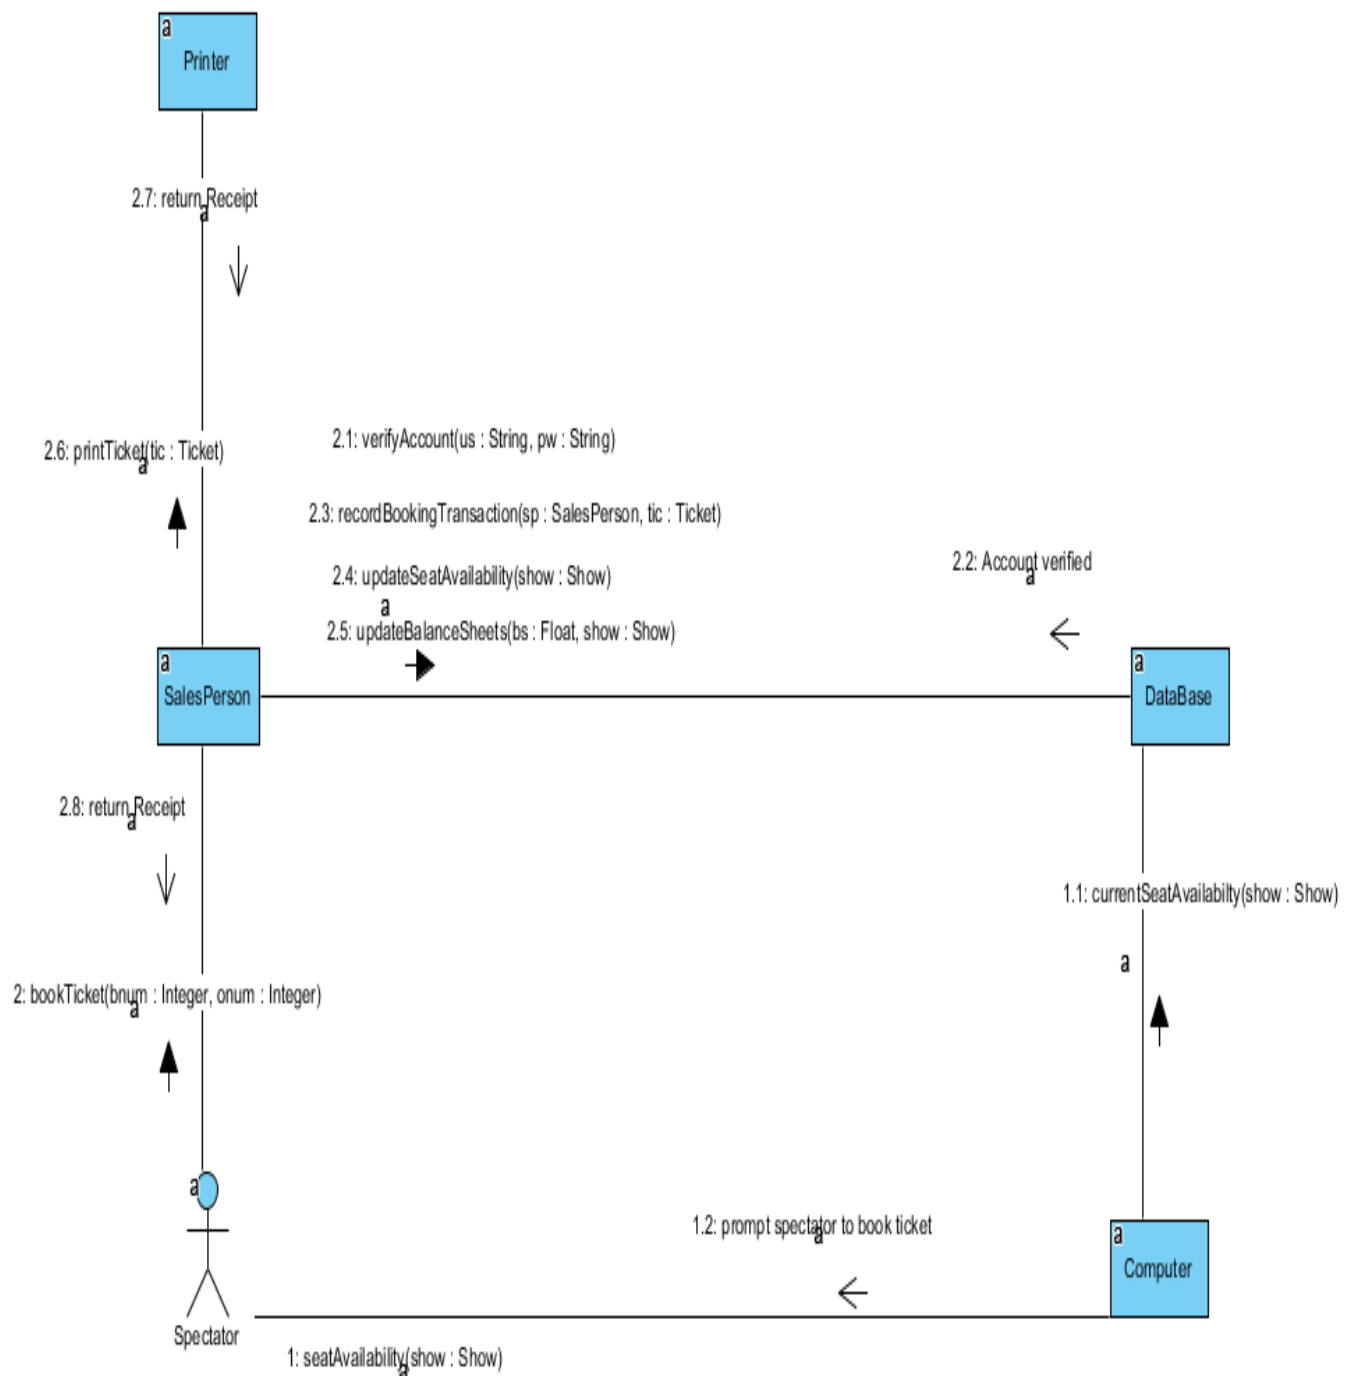 a
Printer
2.7: return Receipt
a
2.6: printTicket(tic : Ticket)
a
2.1: verifyAccount(us : String, pw : String)
2.3: recordBookingTransaction(sp : SalesPerson, tic : Ticket)
2.4: updateSeatAvailability(show : Show)
a
2.5: updateBalanceSheets(bs : Float, show : Show)
2.2: Account verified
a
a
SalesPerson
a
DataBase
2.8: return Receipt
a
1.1: currentSeatAvailabilty(show : Show)
a
2: bookTicket(bnum : Integer, onum : Integer)
a
a
Spectator
1.2: prompt spectator to book ticket
a
a
Computer
1: seatAvailability(show : Show)
a